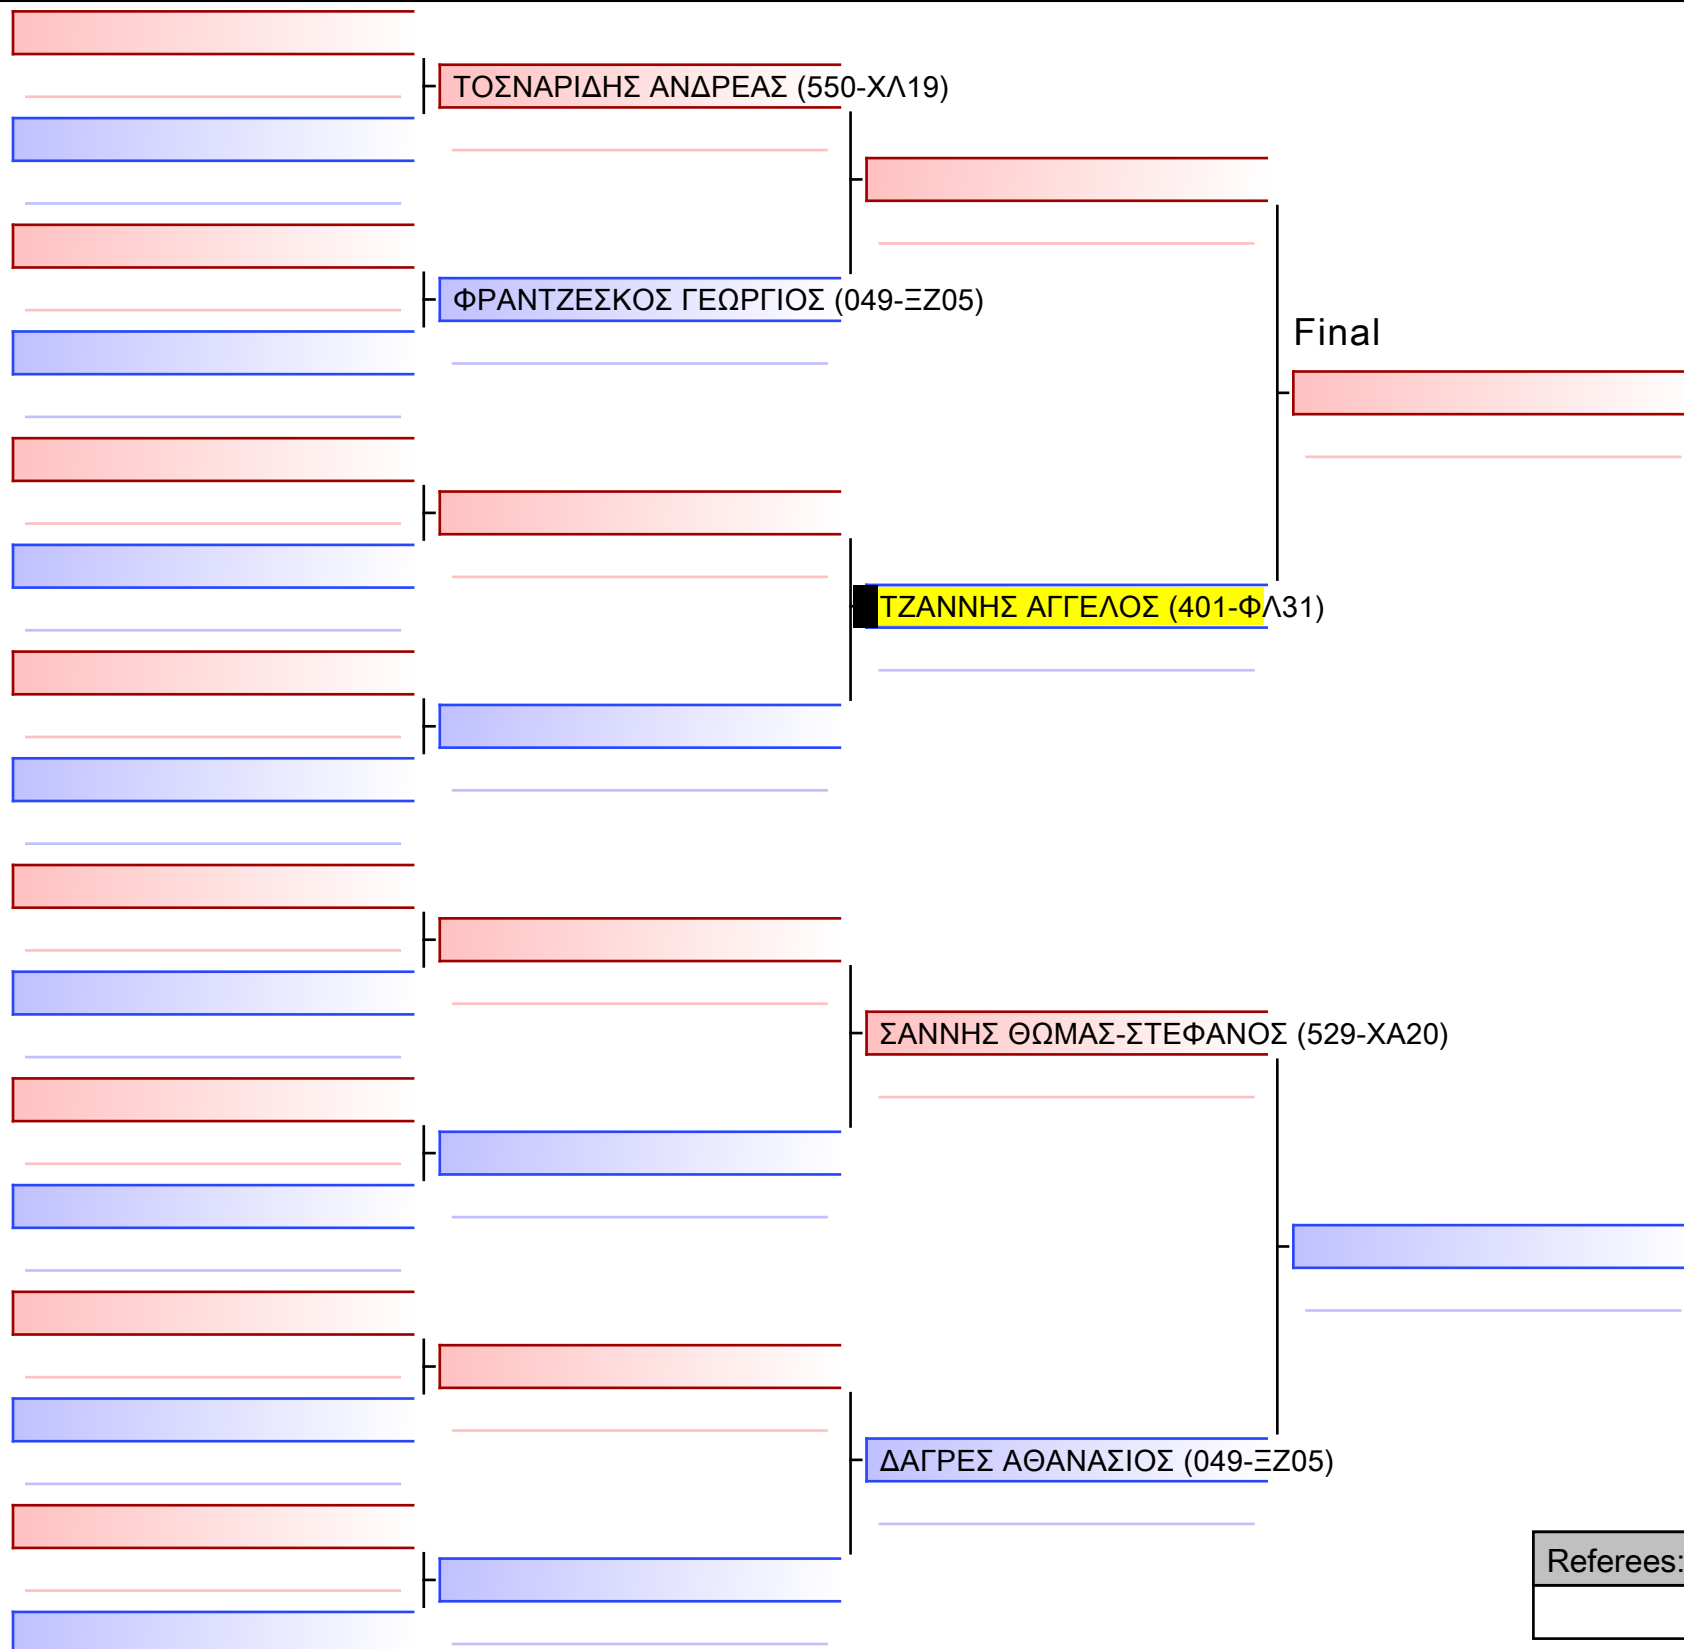 ΤΟΣΝΑΡΙΔΗΣ ΑΝΔΡΕΑΣ (550-ΧΛ19)
ΦΡΑΝΤΖΕΣΚΟΣ ΓΕΩΡΓΙΟΣ (049-ΞΖ05)
Final
ΤΖΑΝΝΗΣ ΑΓΓΕΛΟΣ (401-ΦΛ31)
ΣΑΝΝΗΣ ΘΩΜΑΣ-ΣΤΕΦΑΝΟΣ (529-ΧΑ20)
ΔΑΓΡΕΣ ΑΘΑΝΑΣΙΟΣ (049-ΞΖ05)
Referees: